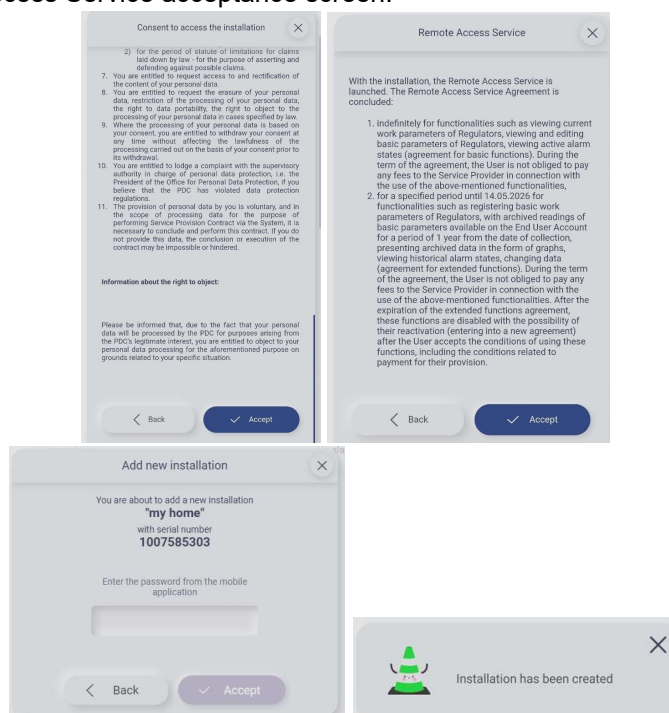 Access Service acceptance screen.
Consent to access the installation
2) for the period of statute of limitations for claims
laid down by law - for the purpose of asserting and
defending against possible claims.
7. You are entitled to request access to and rectification of
the content of your personal data.
8. You are entitled to request the erasure of your personal
data, restriction of the processing of your personal data,
the right to data portability, the right to object to the
processing of your personal data in cases specified by law.
9. Where the processing of your personal data is based on
your consent, you are entitled to withdraw your consent at
any time without affecting the lawfulness of the
processing carried out on the basis of your consent prior to
its withdrawal.
10. You are entitled to lodge a complaint with the supervisory
authority in charge of personal data protection, i.e. the
President of the Office for Personal Data Protection, if you
believe that the PDC has violated data protection
regulations.
11. The provision of personal data by you is voluntary, and in
the scope of processing data for the purpose of
performing Service Provision Contract via the System, it is
necessary to conclude and perform this contract. If you do
not provide this data, the conclusion or execution of the
contract may be impossible or hindered.
Information about the right to object:
Please be informed that, due to the fact that your personal
data will be processed by the PDC for purposes arising from
the PDC's legitimate interest, you are entitled to object to your
personal data processing for the aforementioned purpose on
grounds related to your specific situation.
Back
Accept
Remote Access Service
With the installation, the Remote Access Service is
launched. The Remote Access Service Agreement is
concluded:
1. indefinitely for functionalities such as viewing current
work parameters of Regulators, viewing and editing
basic parameters of Regulators, viewing active alarm
states (agreement for basic functions). During the
term of the agreement, the User is not obliged to pay
any fees to the Service Provider in connection with
the use of the above-mentioned functionalities,
2. for a specified period until 14.05.2026 for
functionalities such as registering basic work
parameters of Regulators, with archived readings of
basic parameters available on the End User Account
for a period of 1 year from the date of collection,
presenting archived data in the form of graphs,
viewing historical alarm states, changing data
(agreement for extended functions). During the term
of the agreement, the User is not obliged to pay any
fees to the Service Provider in connection with the
use of the above-mentioned functionalities. After the
expiration of the extended functions agreement,
these functions are disabled with the possibility of
their reactivation (entering into a new agreement)
after the User accepts the conditions of using these
functions, including the conditions related to
payment for their provision.
Back
Accept
Add new installation
You are about to add a new installation
"my home"
with serial number
1007585303
Enter the password from the mobile
application
Back
Accept
Installation has been created